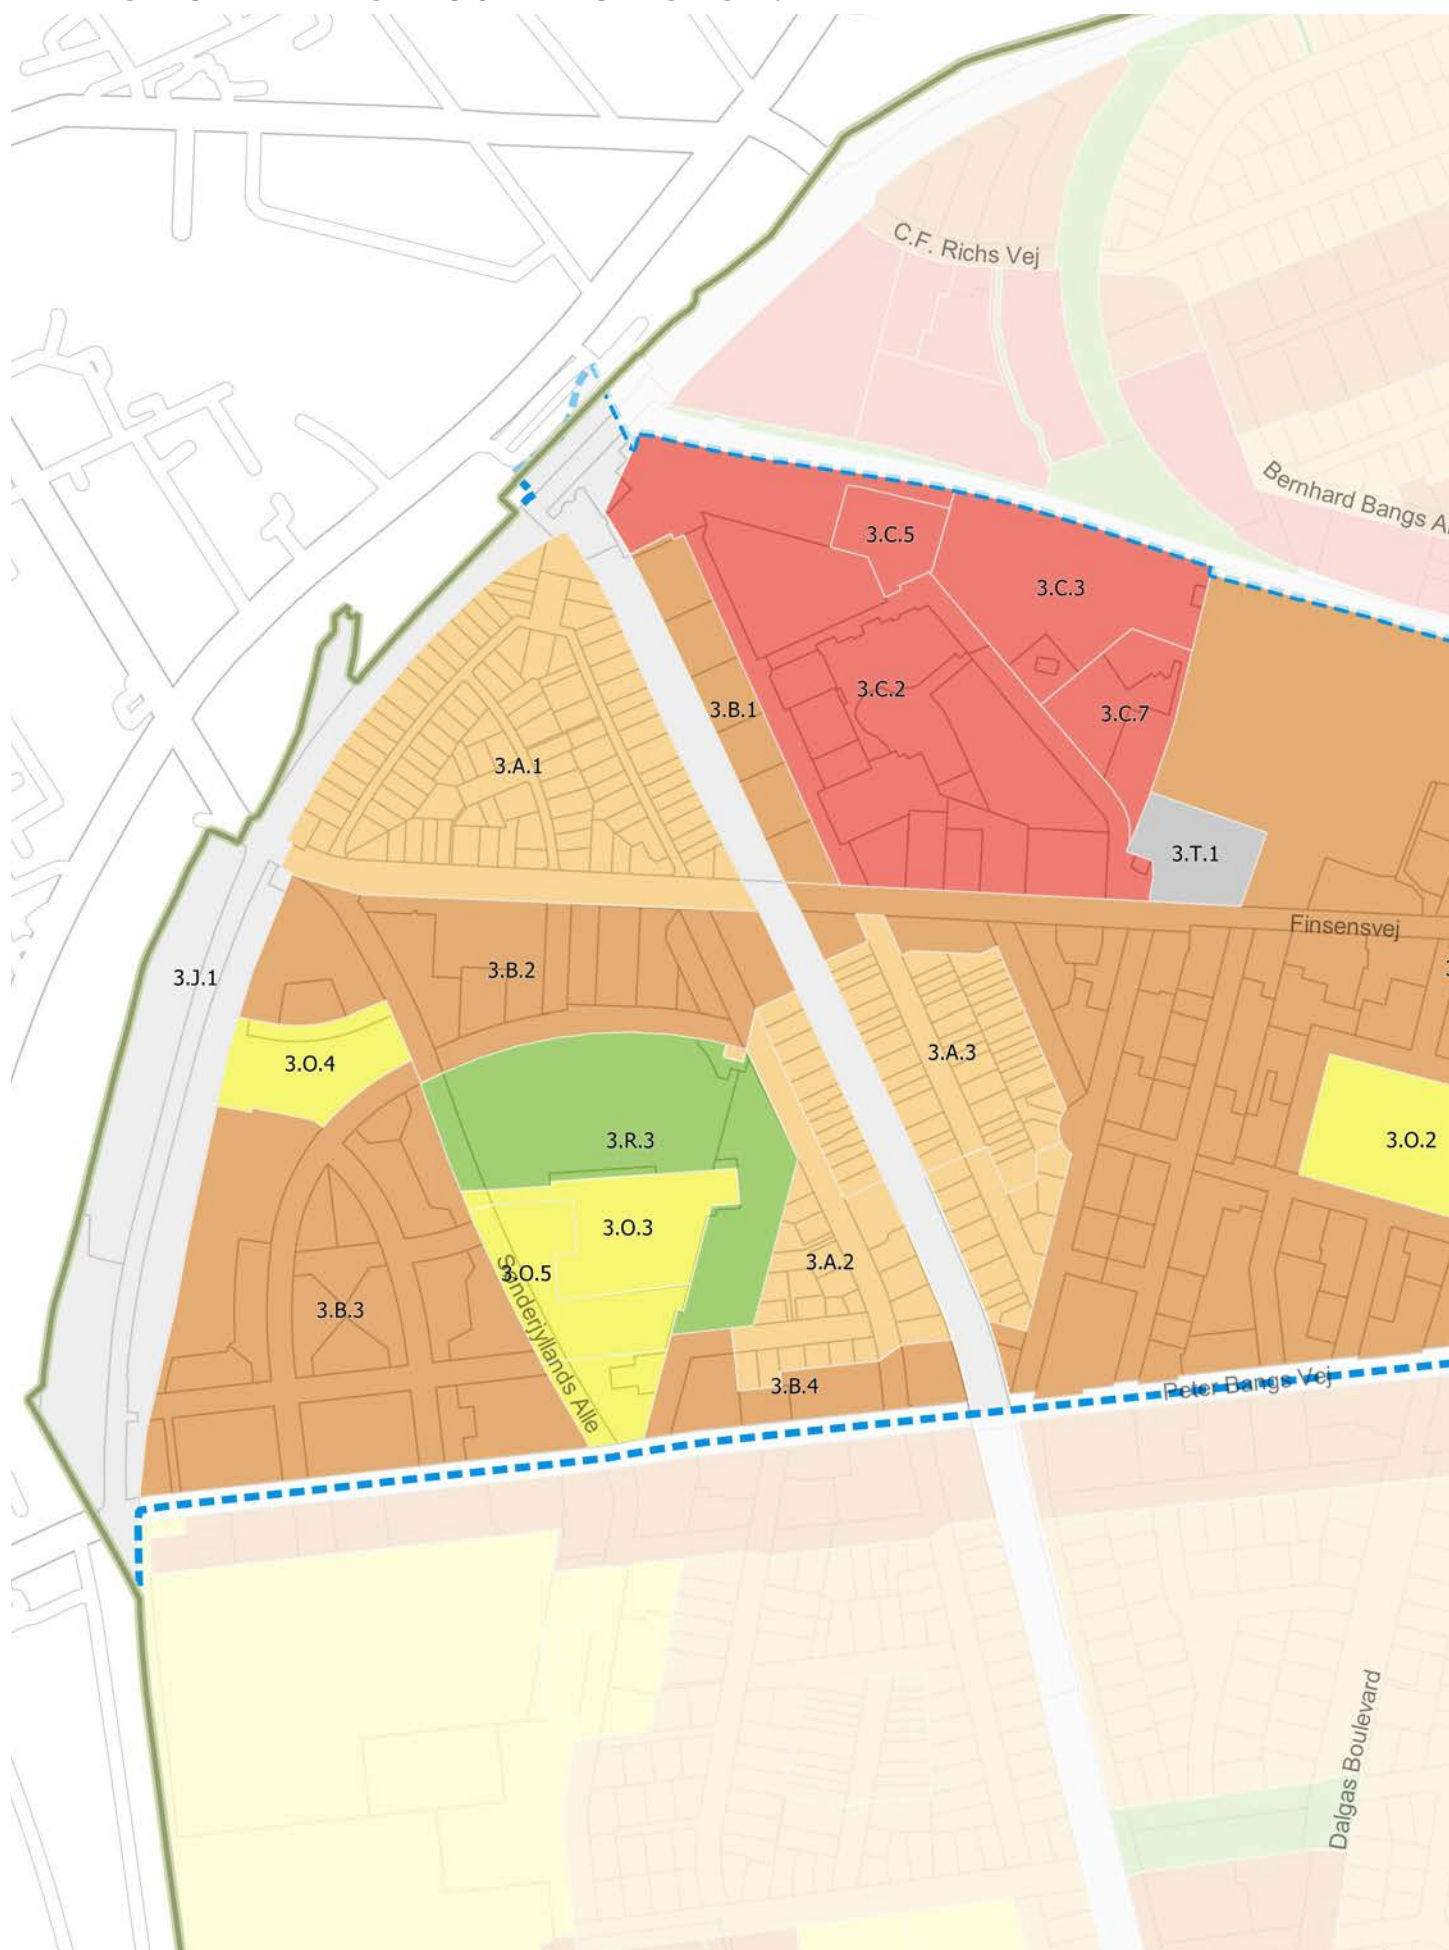 C.F. Richs Vej
Bernhard Bangs A
3.C.5
3.C.3
3.C.2
3.B.1
3.C.7
3.A.1
3.T.1
Finsensvej
3.B.2
3.J.1
3.A.3
3.O.4
3.R.3
3.O.2
3.O.3
3.A.2
3.O.5
Sønderjyllands Alle
3.B.3
3.B.4
Peter Bangs Vej
Dalgas Boulevard